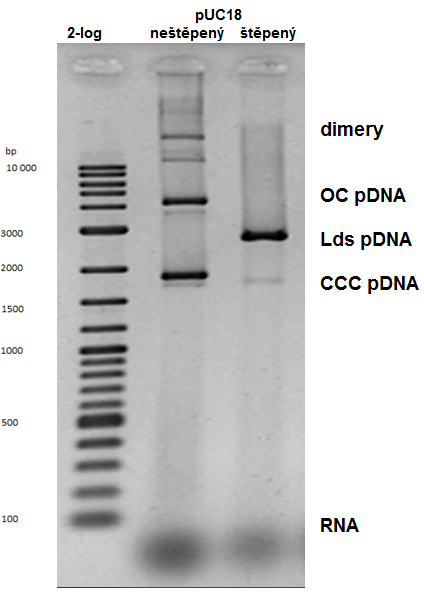 pUC18
2-log neštěpený štěpený
dimery
bp
10 000
OC pDNA
3000
Lds pDNA
2000
CCC pDNA
1500
1000
500
100
RNA